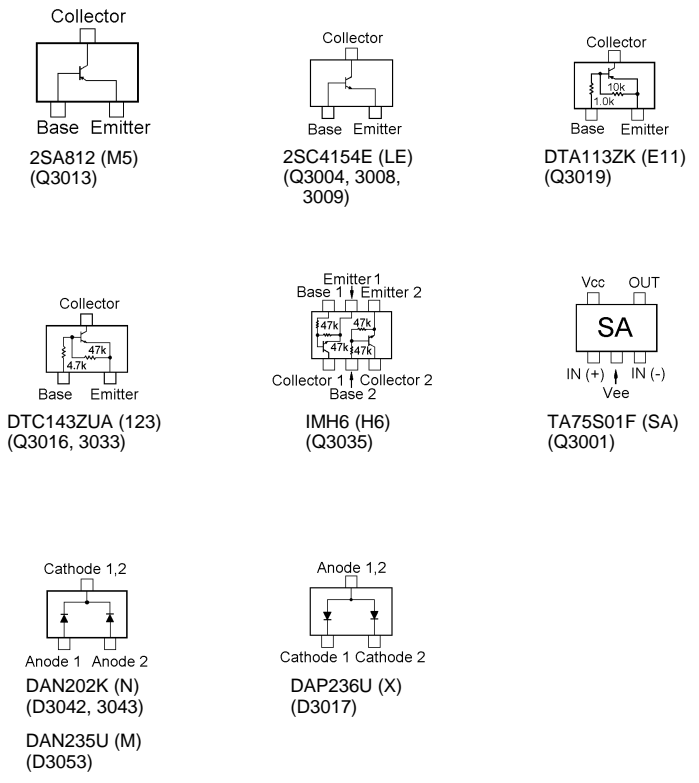 Collector
Base Emitter
2SA812 (M5)
(Q3013)
Collector
Base Emitter
2SC4154E (LE)
(Q3004, 3008,
3009)
Collector
10k
1.0k
Base Emitter
DTA113ZK (E11)
(Q3019)
Collector
47k
4.7k
Base Emitter
DTC143ZUA (123)
(Q3016, 3033)
Emitter 1
Base 1 Emitter 2
47k 47k
47k 47k
Collector 1 Collector 2
Base 2
IMH6 (H6)
(Q3035)
Vcc OUT
SA
IN (+) IN (-)
Vee
TA75S01F (SA)
(Q3001)
Cathode 1,2
Anode 1 Anode 2
DAN202K (N)
(D3042, 3043)
DAN235U (M)
(D3053)
Anode 1,2
Cathode 1 Cathode 2
DAP236U (X)
(D3017)